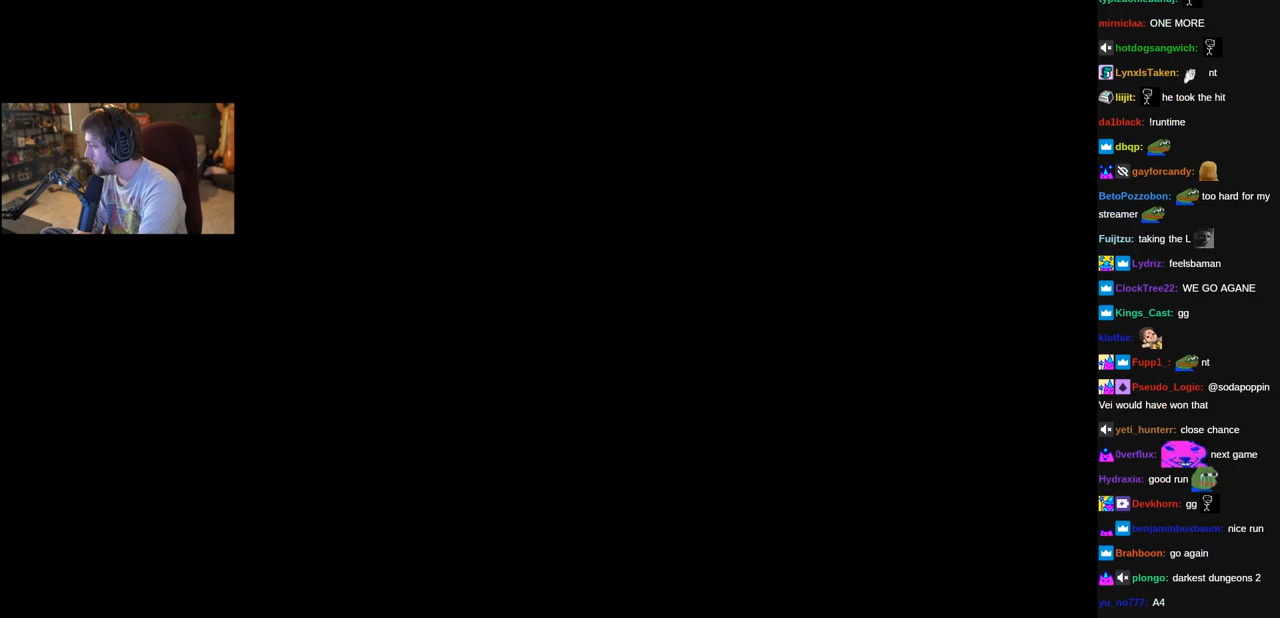 mirniclaa: ONE MORE
hotdogsangwich:
LynxIsTaken: nt
liijit: he took the hit
da1black: !runtime
dbqp:
gayforcandy:
BetoPozzobon: too hard for my
streamer
Fuijtzu: taking the L
Lydriz: feelsbaman
ClockTree22: WE GO AGANE
Kings_Cast: gg
klothie:
Fupp1_: nt
Pseudo_Logic: @sodapoppin
Vei would have won that
yeti_hunterr: close chance
0verflux: next game
Hydraxia: good run
Devkhorn: gg
benjaminbuxbaum: nice run
Brahboon: go again
plongo: darkest dungeons 2
yu_no777: A4